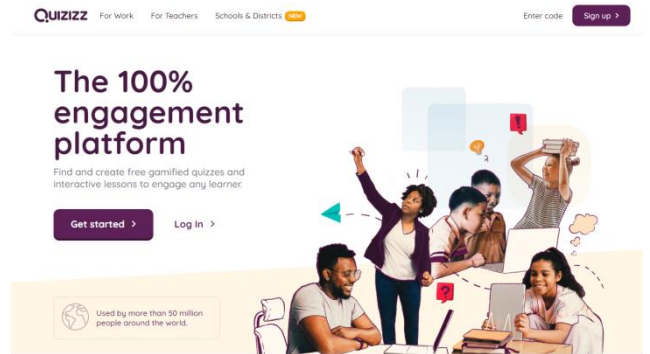 QUIZIZZ For Work For Teachers Schools & Districts NEW Enter code Sign up >
The 100%
engagement
platform
Find and create free gamified quizzes and
interactive lessons to engage any learner.
Get started > Log in >
Used by more than 50 million
people around the world.